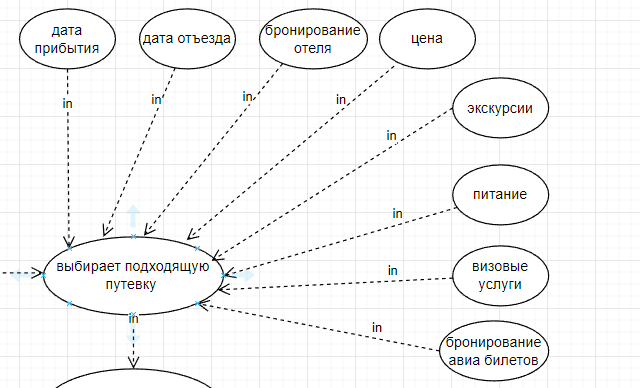 дата
прибытия
дата отъезда
бронирование
отеля
цена
in
in
in
in
экскурсии
in
питание
in
выбирает подходящую
путевку
in
визовые
услуги
in
in
бронирование
авиа билетов